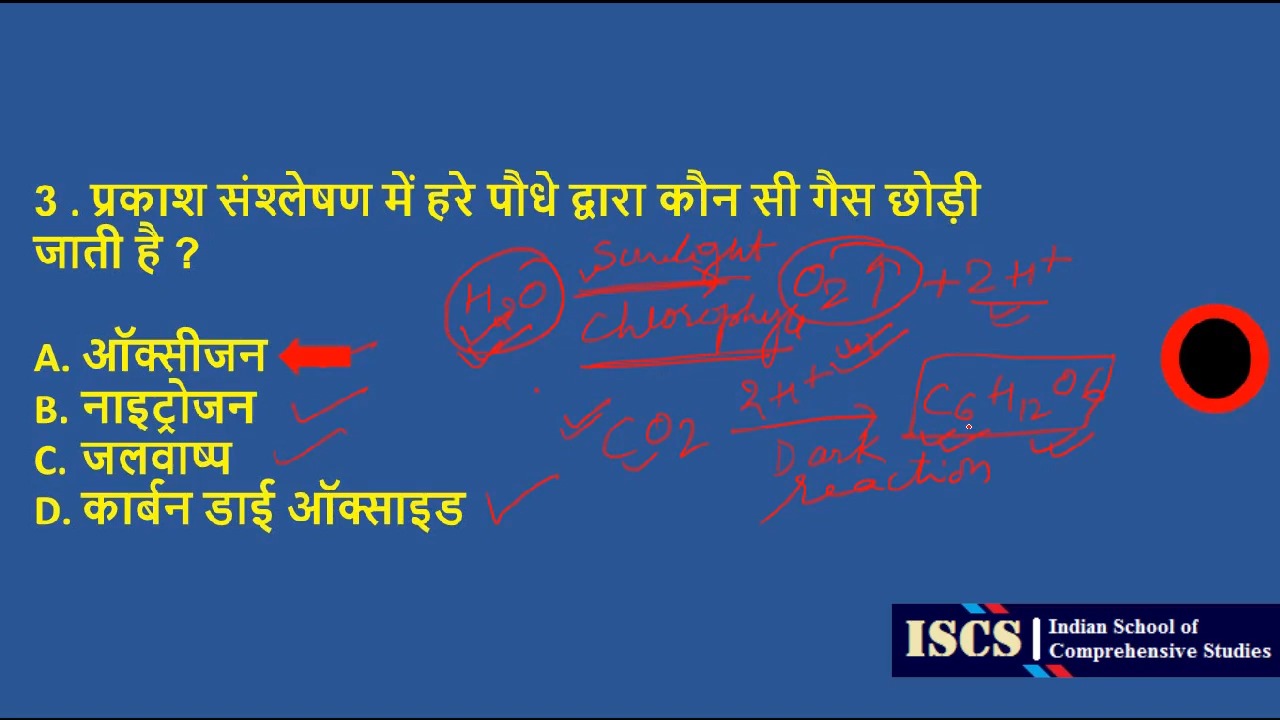 3 . प्रकाश संश्लेषण में हरे पौधे द्वारा कौन सी गैस छोड़ी
जाती है ?
H2O Sunlight O2 ↑ + 2H+
Chlorophyll
A. ऑक्सीजन
B. नाइट्रोजन
C. जलवाष्प
D. कार्बन डाई ऑक्साइड
CO2 2H+ C6H12O6
Dark
reaction
ISCS
Indian School of
Comprehensive Studies